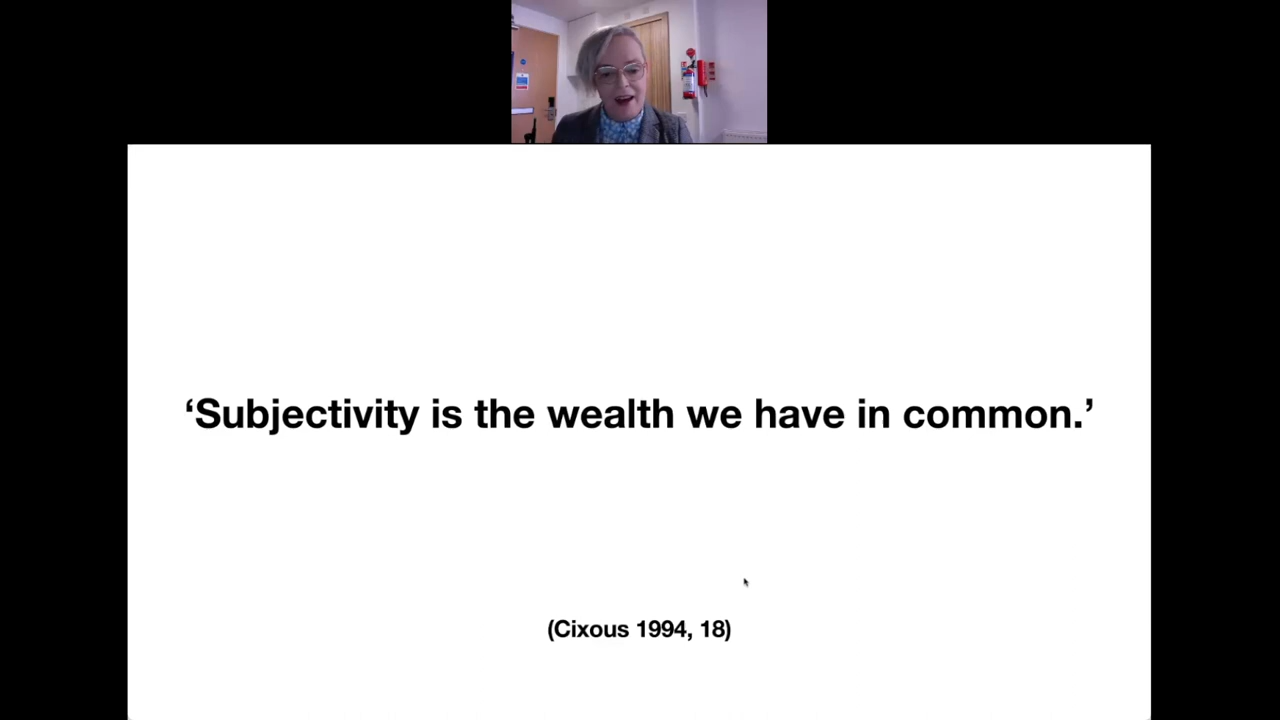 ‘Subjectivity is the wealth we have in common.’
(Cixous 1994, 18)